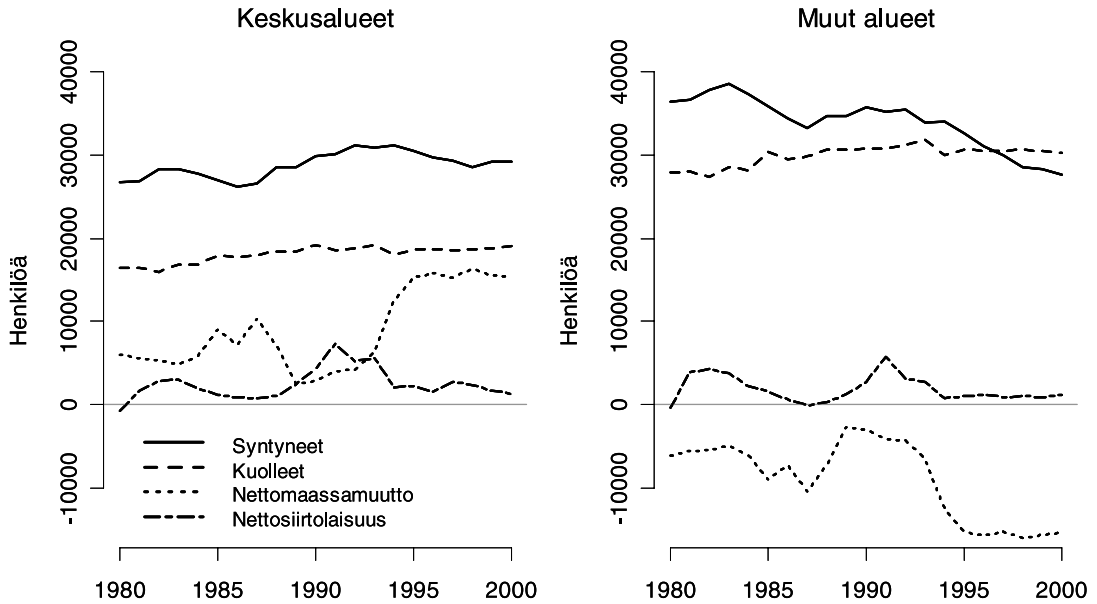 Keskusalueet
Muut alueet
Henkilöä
40000
30000
20000
10000
0
-10000
Syntyneet
Kuolleet
Nettomaassamuutto
Nettosiirtolaisuus
1980 1985 1990 1995 2000
Henkilöä
40000
30000
20000
10000
0
-10000
1980 1985 1990 1995 2000